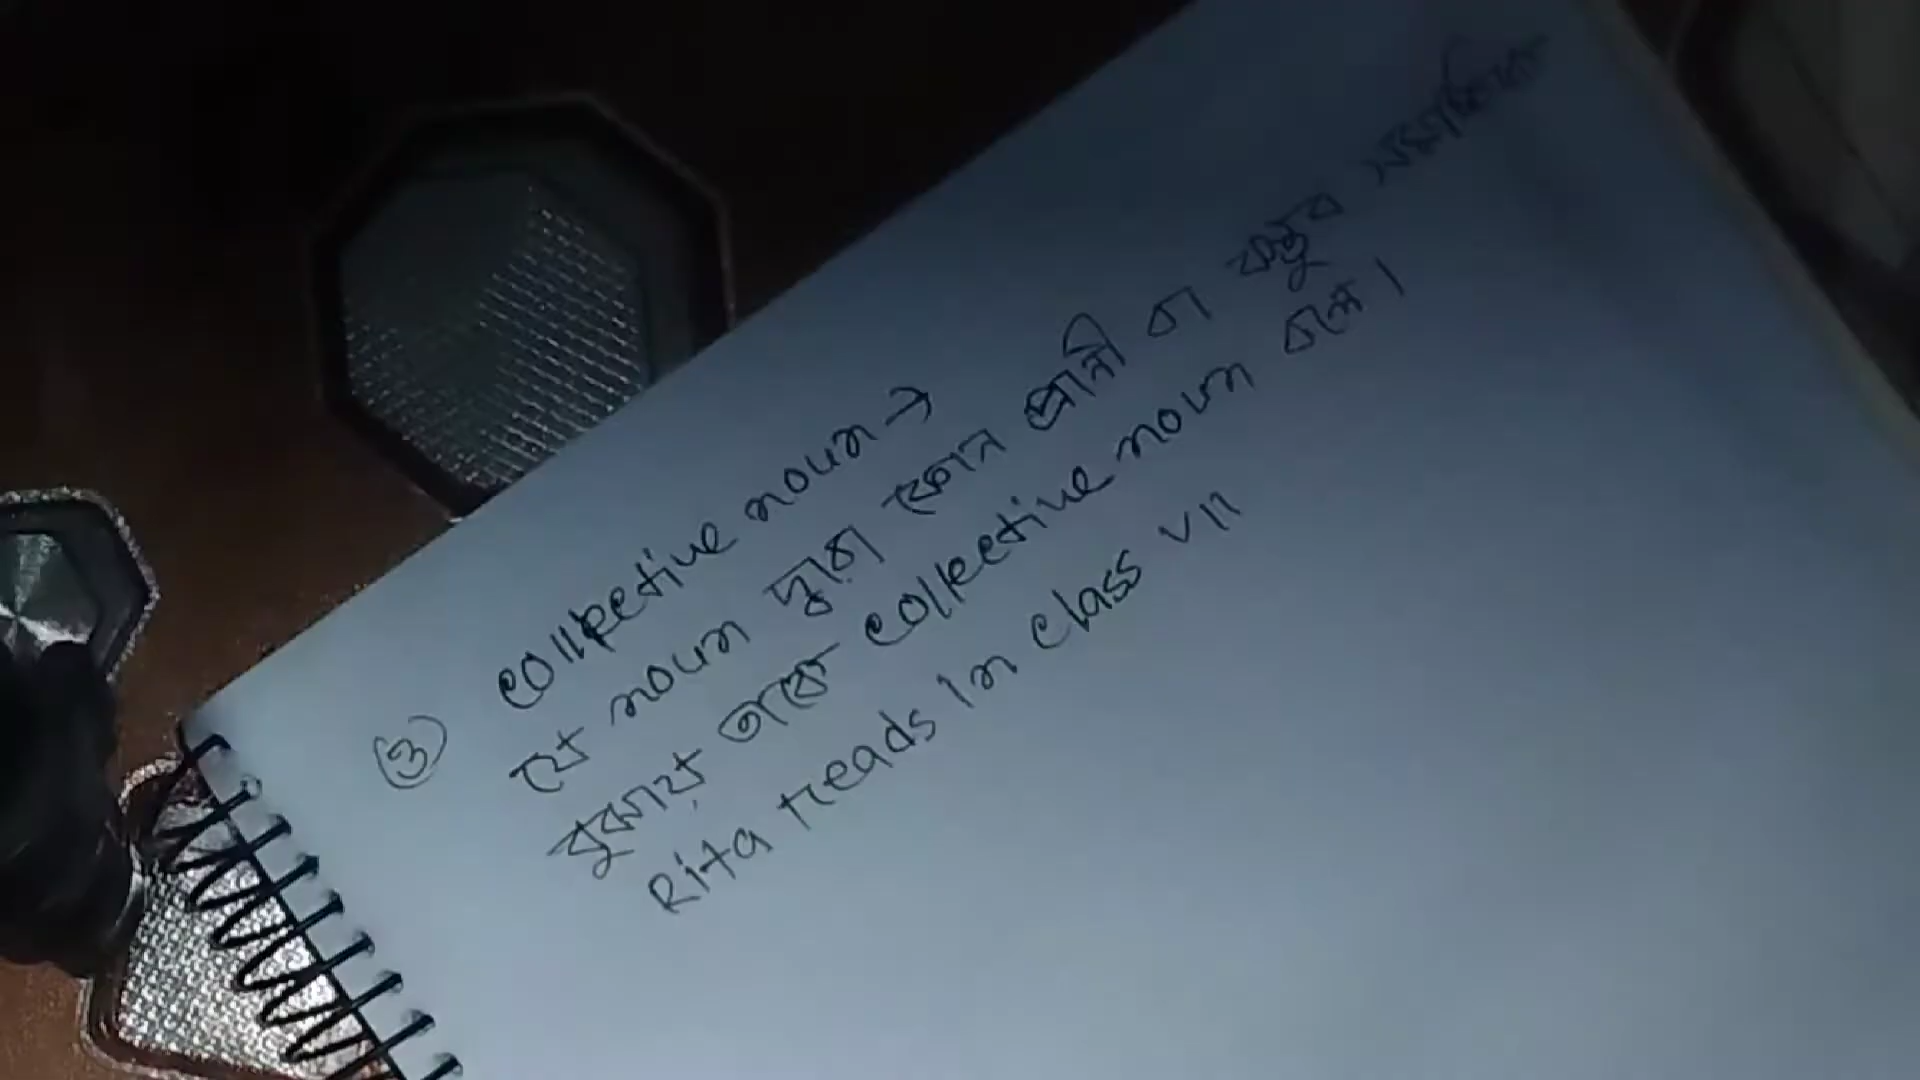 ③ collective noun →
যে noun দ্বারা কোন প্রানী বা বস্তুর সমষ্টিকে
বুঝায় তাকে collective noun বলে।
Rita reads in class VII